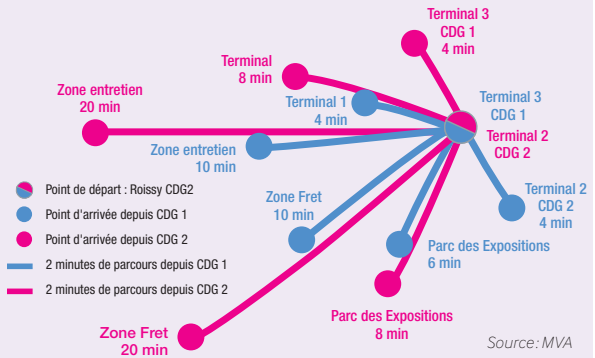 Terminal 3
CDG 1
4 min
Terminal
8 min
Zone entretien
20 min
Terminal 1
4 min
Terminal 3
CDG 1
Terminal 2
CDG 2
Zone entretien
10 min
Zone Fret
10 min
Terminal 2
CDG 2
4 min
Parc des Expositions
6 min
Parc des Expositions
8 min
Zone Fret
20 min
Point de départ : Roissy CDG2
Point d'arrivée depuis CDG 1
Point d'arrivée depuis CDG 2
2 minutes de parcours depuis CDG 1
2 minutes de parcours depuis CDG 2
Source: MVA